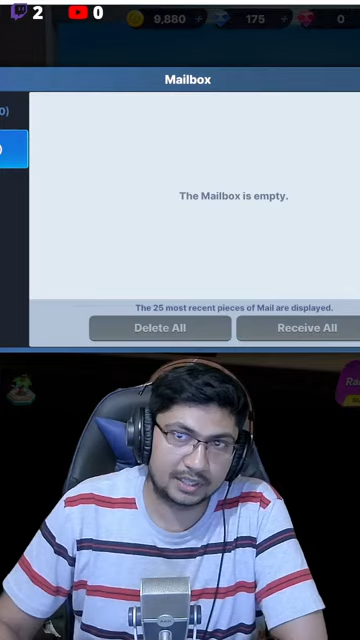 2 0 9,880 + 175 + 0
Mailbox
0)
)
The Mailbox is empty.
The 25 most recent pieces of Mail are displayed.
Delete All Receive All